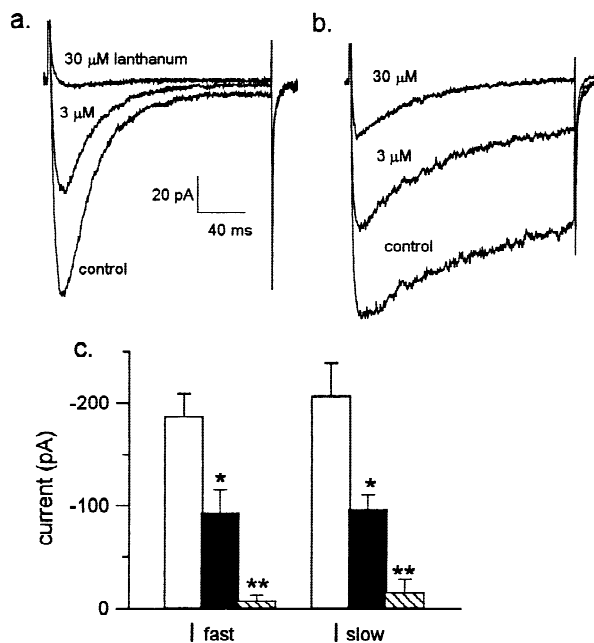 a.
30 µM lanthanum
3 µM
20 pA
40 ms
control
b.
30 µM
3 µM
control
c.
current (pA)
-200
-100
0
*
**
*
**
I fast
I slow